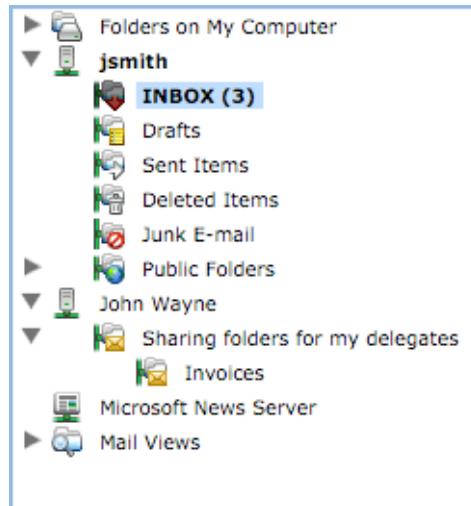 Folders on My Computer
jsmith
INBOX (3)
Drafts
Sent Items
Deleted Items
Junk E-mail
Public Folders
John Wayne
Sharing folders for my delegates
Invoices
Microsoft News Server
Mail Views